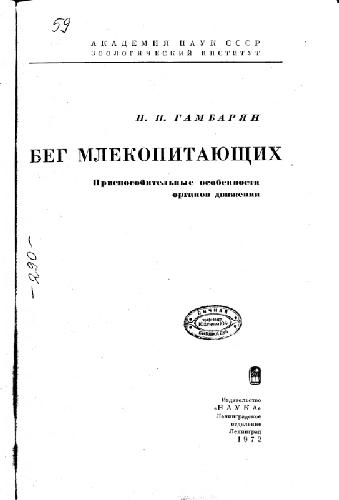 59
АКАДЕМИЯ НАУК СССР
ЗООЛОГИЧЕСКИЙ ИНСТИТУТ
П. П. ГАМБАРЯН
БЕГ МЛЕКОПИТАЮЩИХ
Приспособительные особенности
органов движения
-290-
Издательство
«НАУКА»
Ленинградское
отделение
Ленинград
1972